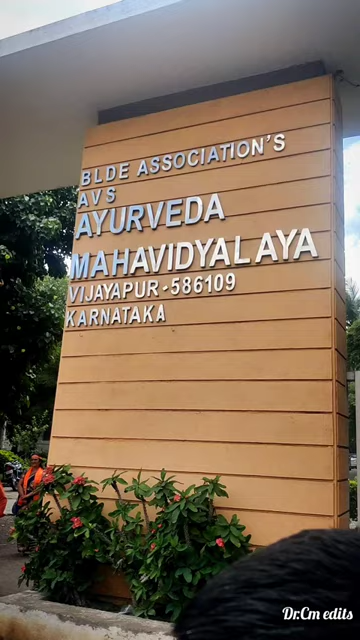 BLDE ASSOCIATION'S
AVS
AYURVEDA
MAHAVIDYALAYA
VIJAYAPUR-586109
KARNATAKA
Dr.Cm edits